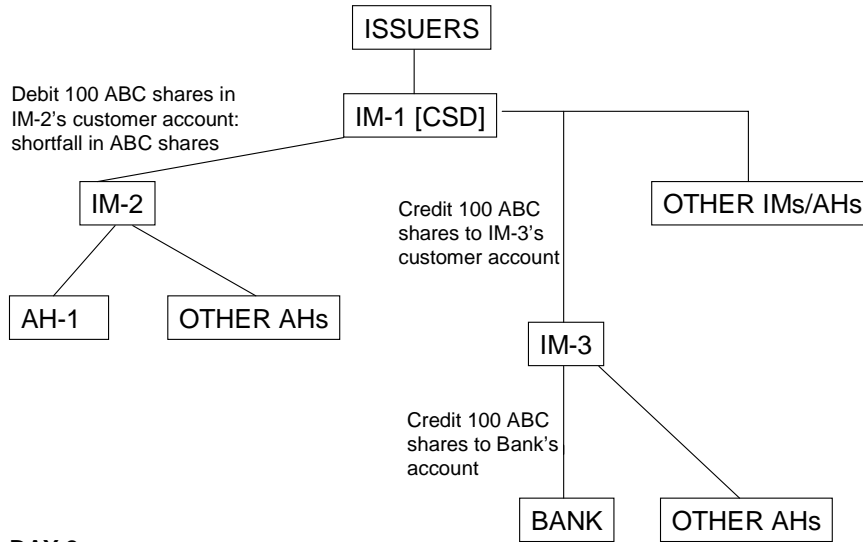 ISSUERS
Debit 100 ABC shares in
IM-2's customer account:
shortfall in ABC shares
IM-1 [CSD]
IM-2
Credit 100 ABC
shares to IM-3's
customer account
OTHER IMs/AHs
AH-1
OTHER AHs
IM-3
Credit 100 ABC
shares to Bank's
account
BANK
OTHER AHs